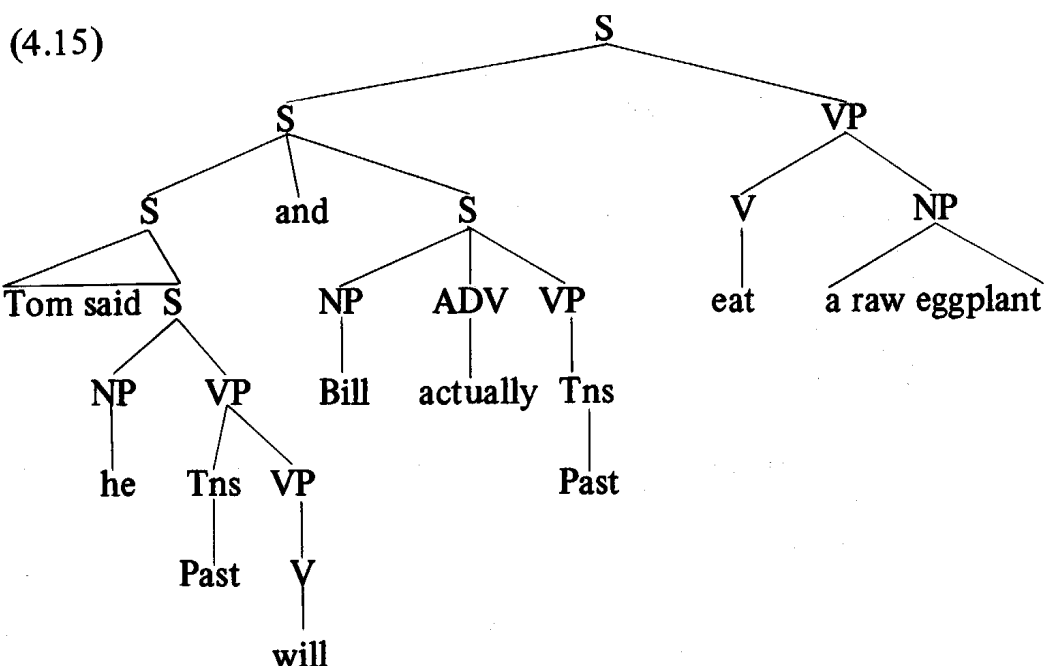 (4.15)
S
S VP
S and S V NP
Tom said S NP ADV VP eat a raw eggplant
NP VP Bill actually Tns
he Tns VP Past
Past V
will